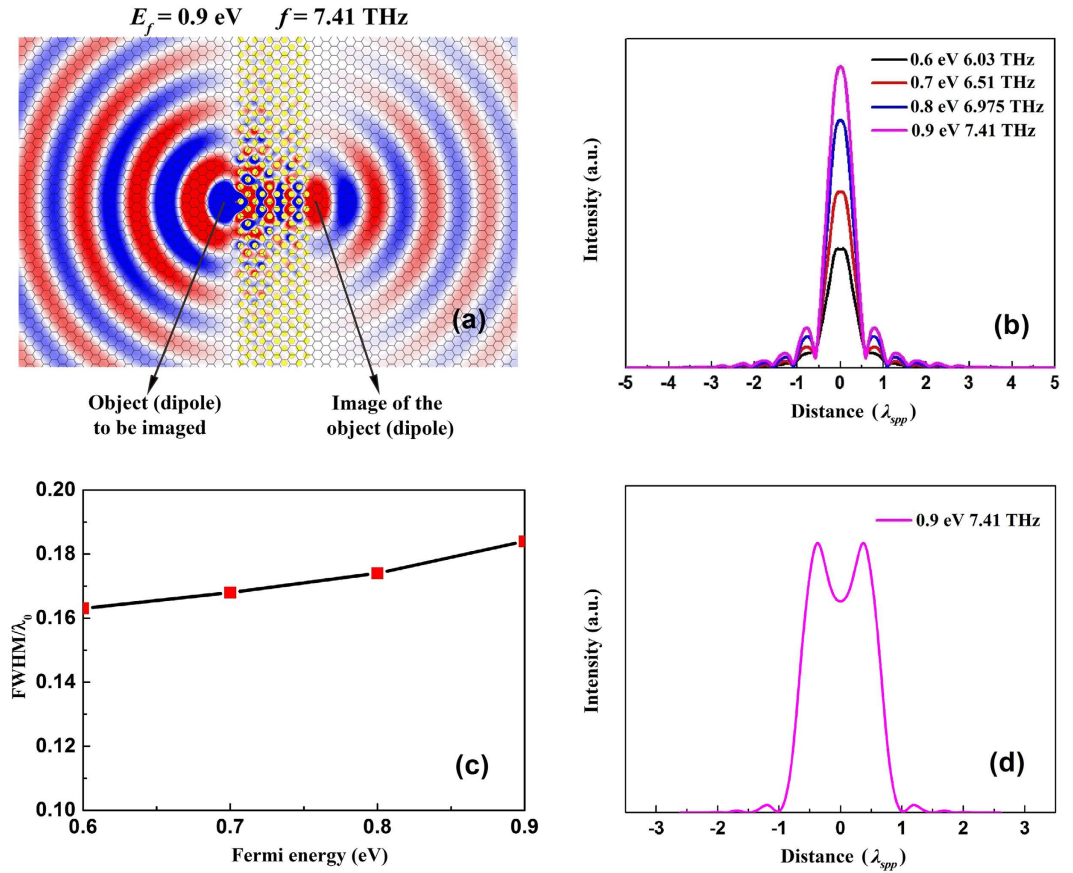 E_f = 0.9 eV f = 7.41 THz
(a)
Object (dipole)
to be imaged
Image of the
object (dipole)
0.6 eV 6.03 THz
0.7 eV 6.51 THz
0.8 eV 6.975 THz
0.9 eV 7.41 THz
Intensity (a.u.)
(b)
-5 -4 -3 -2 -1 0 1 2 3 4 5
Distance (λ_spp)
0.20
0.18
0.16
0.14
0.12
0.10
FWHM/λ_0
(c)
0.6 0.7 0.8 0.9
Fermi energy (eV)
0.9 eV 7.41 THz
Intensity (a.u.)
(d)
-3 -2 -1 0 1 2 3
Distance (λ_spp)